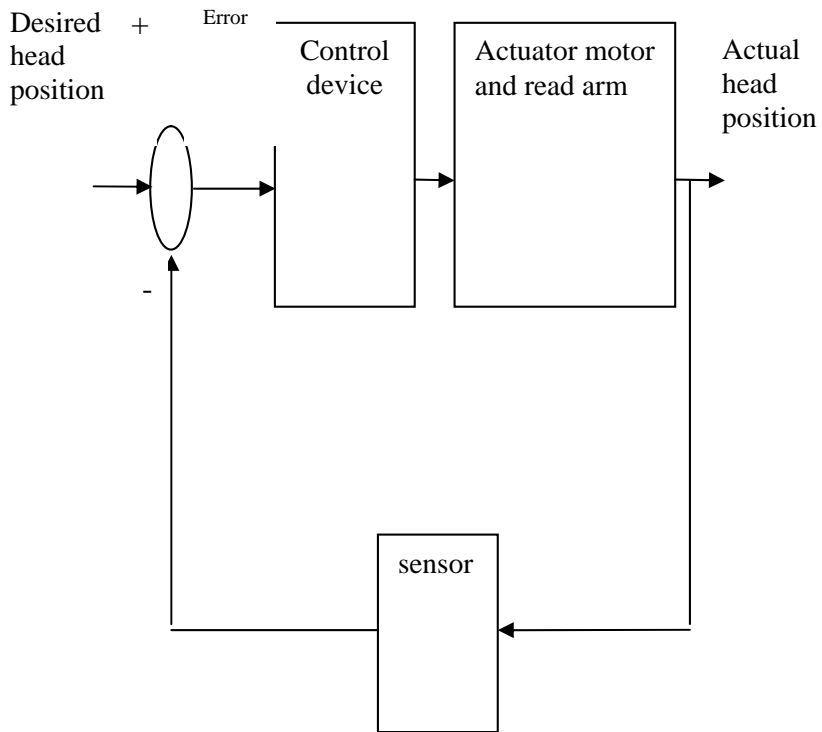 Desired
head
position
+
Error
Control
device
Actuator motor
and read arm
Actual
head
position
-
sensor